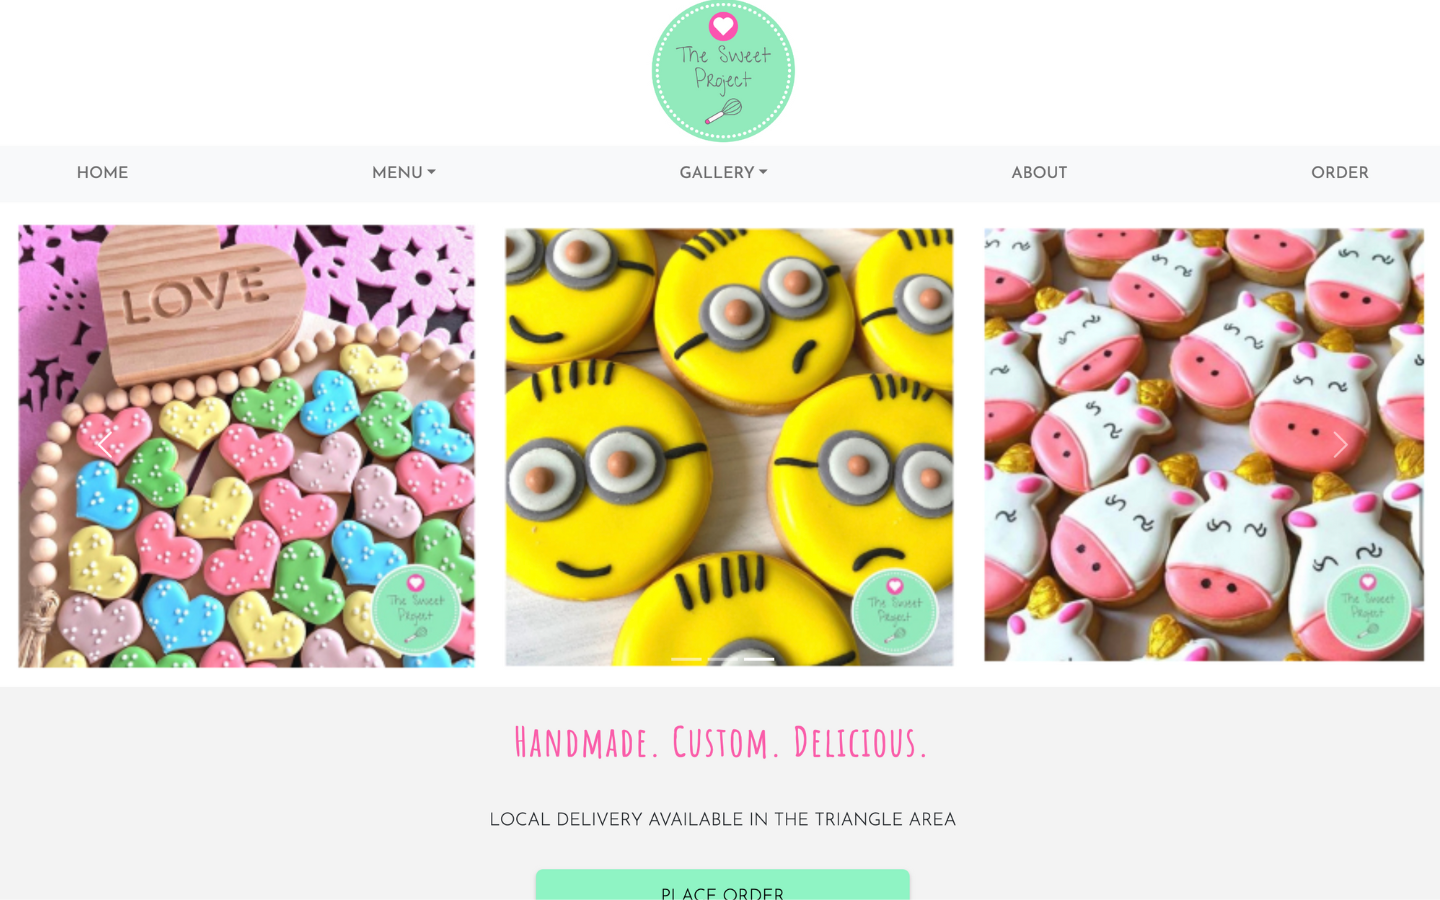 The Sweet
Project
HOME
MENU
GALLERY
ABOUT
ORDER
LOVE
The Sweet
Project
The Sweet
Project
The Sweet
Project
Handmade. Custom. Delicious.
LOCAL DELIVERY AVAILABLE IN THE TRIANGLE AREA
PLACE ORDER